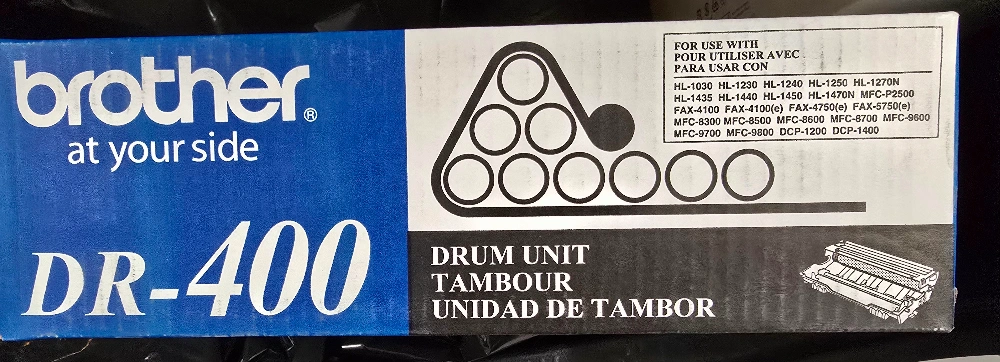 brother®
at your side
DR-400
FOR USE WITH
POUR UTILISER AVEC
PARA USAR CON
HL-1030 HL-1230 HL-1240 HL-1250 HL-1270N
HL-1435 HL-1440 HL-1450 HL-1470N MFC-P2500
FAX-4100 FAX-4100(e) FAX-4750(e) FAX-5750(e)
MFC-8300 MFC-8500 MFC-8600 MFC-8700 MFC-9600
MFC-9700 MFC-9800 DCP-1200 DCP-1400
DRUM UNIT
TAMBOUR
UNIDAD DE TAMBOR